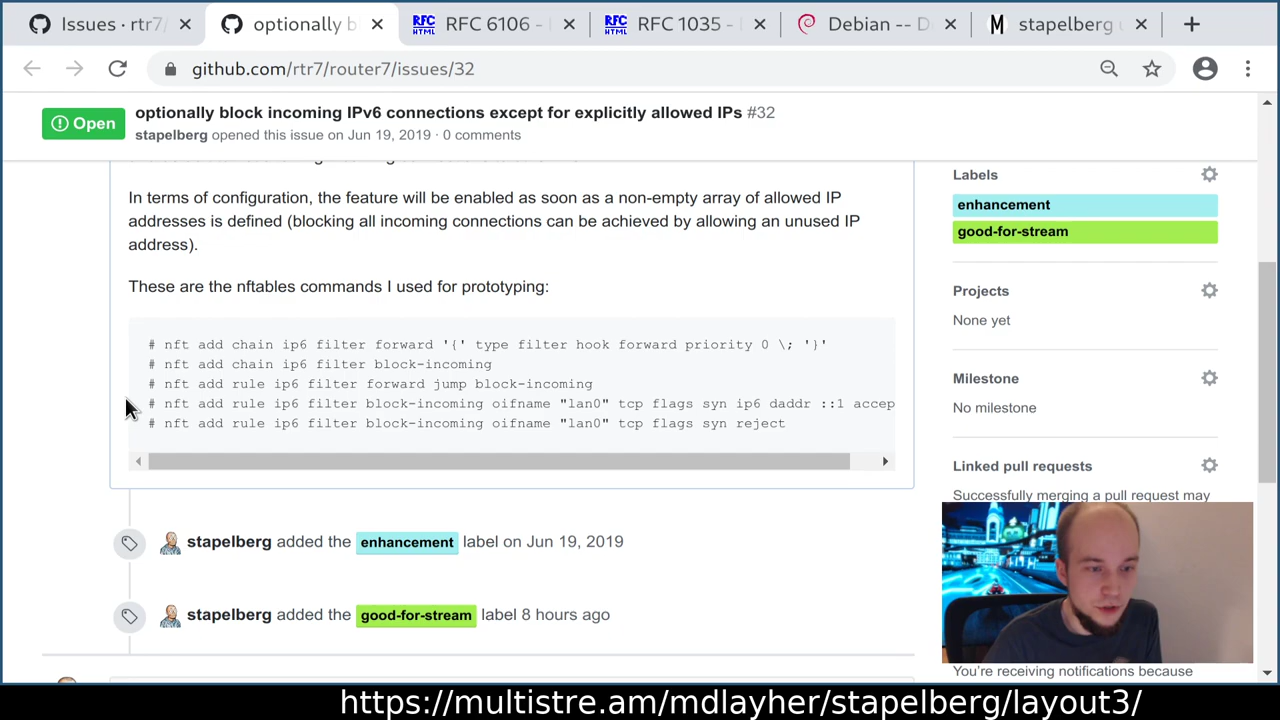 Issues · rtr7/
optionally b
RFC 6106 -
RFC 1035 -
Debian -- D
stapelberg
github.com/rtr7/router7/issues/32
Open
optionally block incoming IPv6 connections except for explicitly allowed IPs #32
stapelberg opened this issue on Jun 19, 2019 · 0 comments
In terms of configuration, the feature will be enabled as soon as a non-empty array of allowed IP
addresses is defined (blocking all incoming connections can be achieved by allowing an unused IP
address).
These are the nftables commands I used for prototyping:
# nft add chain ip6 filter forward '{' type filter hook forward priority 0 \; '}'
# nft add chain ip6 filter block-incoming
# nft add rule ip6 filter forward jump block-incoming
# nft add rule ip6 filter block-incoming oifname "lan0" tcp flags syn ip6 daddr ::1 accep
# nft add rule ip6 filter block-incoming oifname "lan0" tcp flags syn reject
stapelberg added the enhancement label on Jun 19, 2019
stapelberg added the good-for-stream label 8 hours ago
Labels
enhancement
good-for-stream
Projects
None yet
Milestone
No milestone
Linked pull requests
Successfully merging a pull request may
You're receiving notifications because
https://multistre.am/mdlayher/stapelberg/layout3/